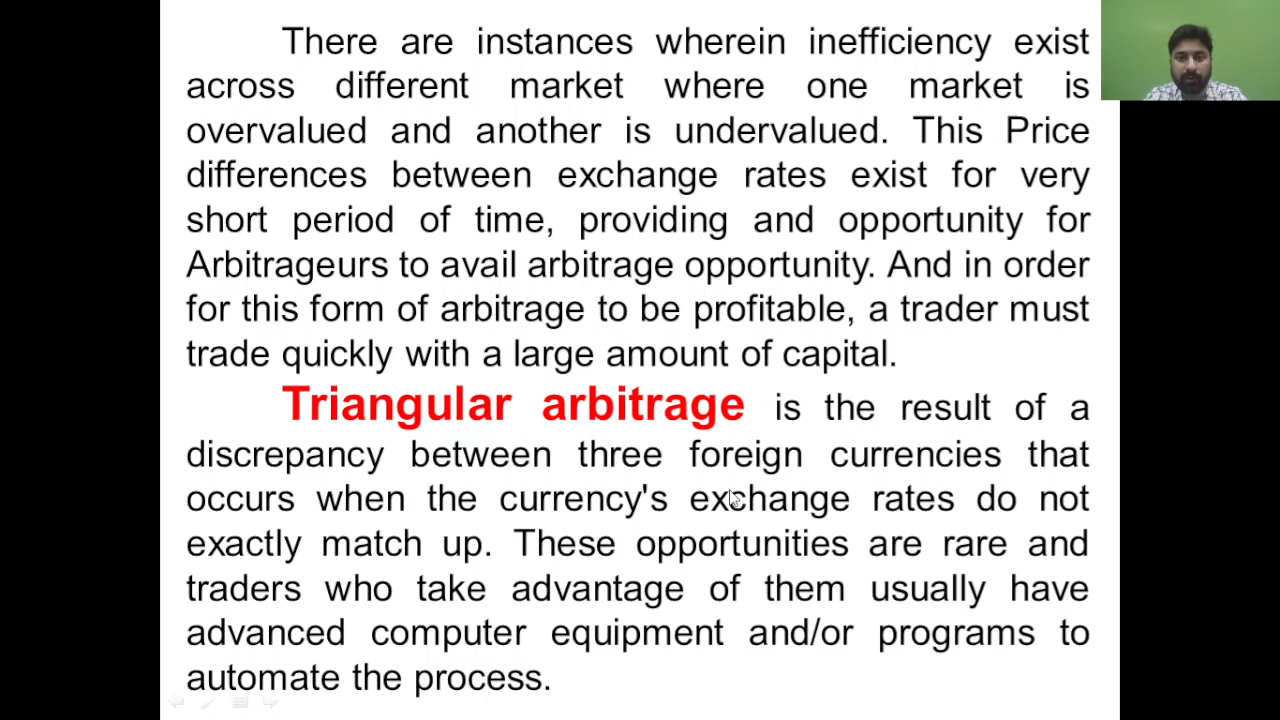 There are instances wherein inefficiency exist
across different market where one market is
overvalued and another is undervalued. This Price
differences between exchange rates exist for very
short period of time, providing and opportunity for
Arbitrageurs to avail arbitrage opportunity. And in order
for this form of arbitrage to be profitable, a trader must
trade quickly with a large amount of capital.
Triangular arbitrage is the result of a
discrepancy between three foreign currencies that
occurs when the currency's exchange rates do not
exactly match up. These opportunities are rare and
traders who take advantage of them usually have
advanced computer equipment and/or programs to
automate the process.